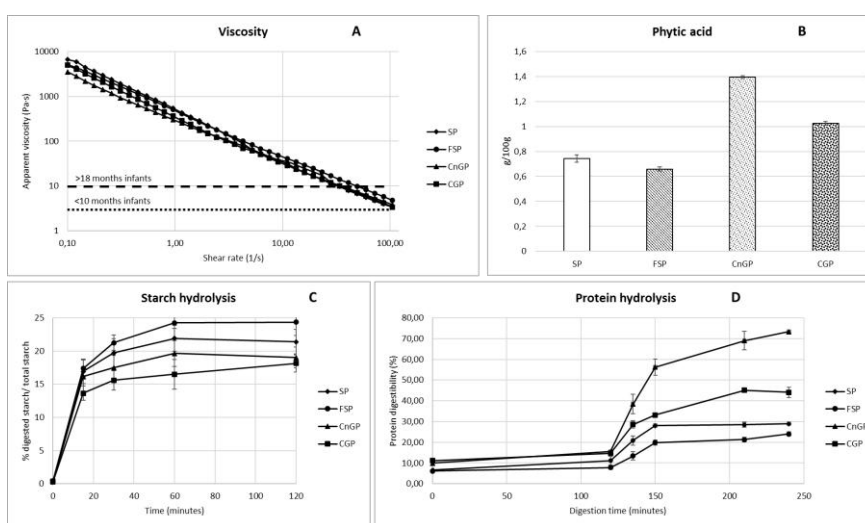 Viscosity A
Apparent viscosity (Pa·s)
10000
1000
100
10
1
>18 months infants
<10 months infants
0,10 1,00 10,00 100,00
Shear rate (1/s)
SP
FSP
CnGP
CGP
Phytic acid B
g/100g
1,6
1,4
1,2
1
0,8
0,6
0,4
0,2
0
SP FSP CnGP CGP
Starch hydrolysis C
% digested starch/ total starch
25
20
15
10
5
0
0 20 40 60 80 100 120
Time (minutes)
SP
FSP
CnGP
CGP
Protein hydrolysis D
Protein digestibility (%)
80,00
70,00
60,00
50,00
40,00
30,00
20,00
10,00
0,00
0 50 100 150 200 250
Digestion time (minutes)
SP
FSP
CnGP
CGP